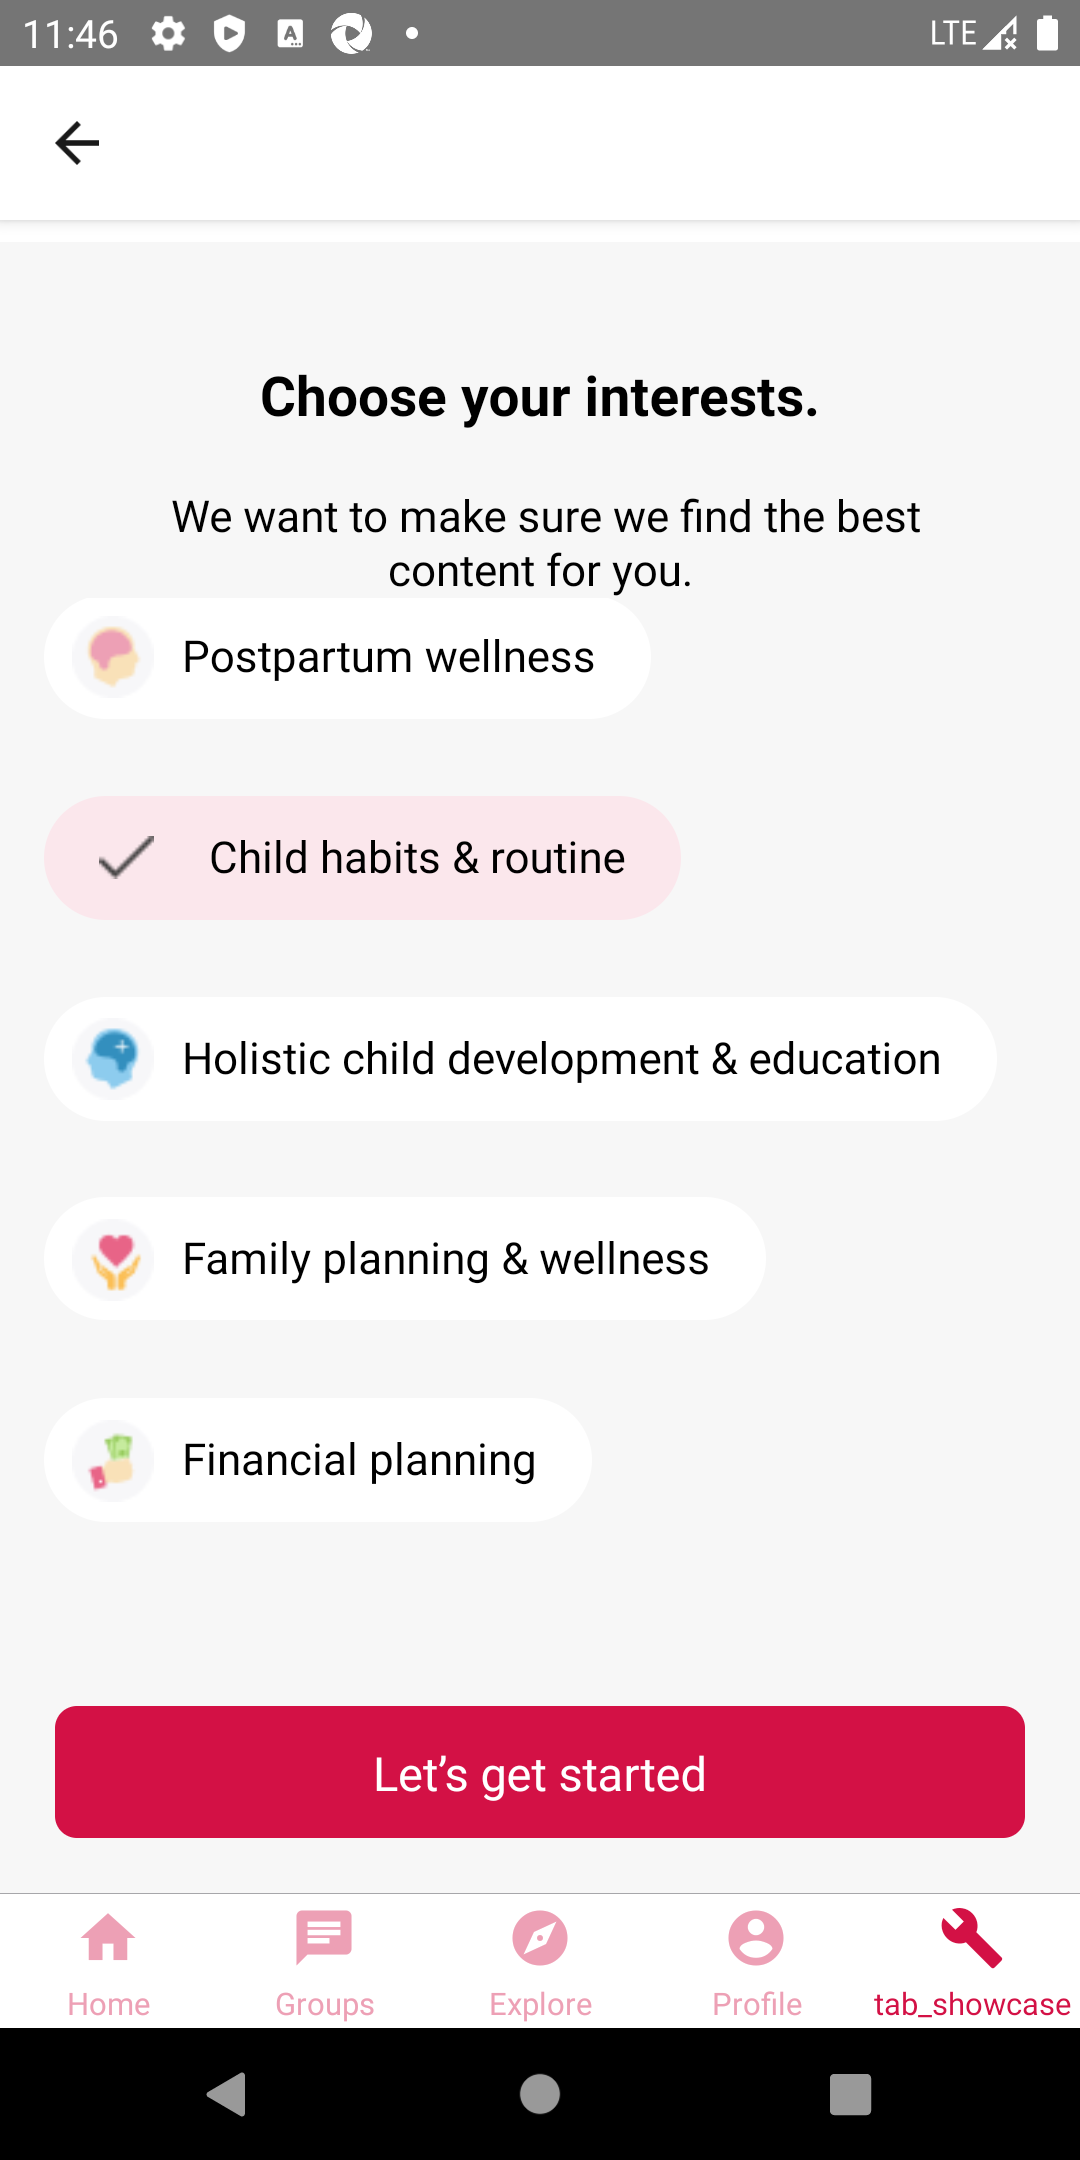 11:46
LTE
Choose your interests.
We want to make sure we find the best
content for you.
Postpartum wellness
Child habits & routine
Holistic child development & education
Family planning & wellness
Financial planning
Let’s get started
Home
Groups
Explore
Profile
tab_showcase